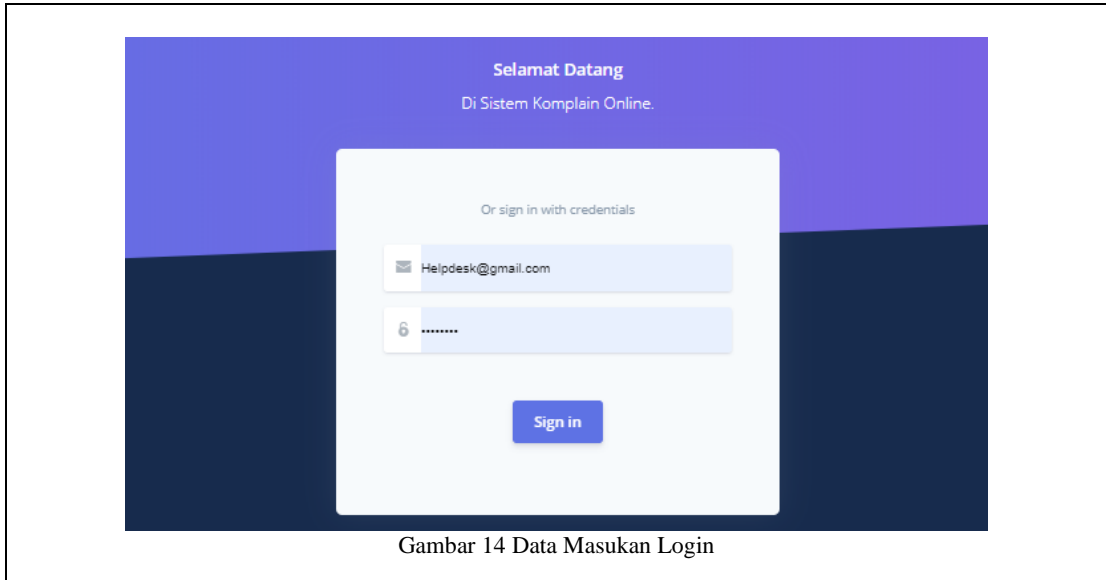 Selamat Datang
Di Sistem Komplain Online.
Or sign in with credentials
Helpdesk@gmail.com
••••••••
Sign in
Gambar 14 Data Masukan Login